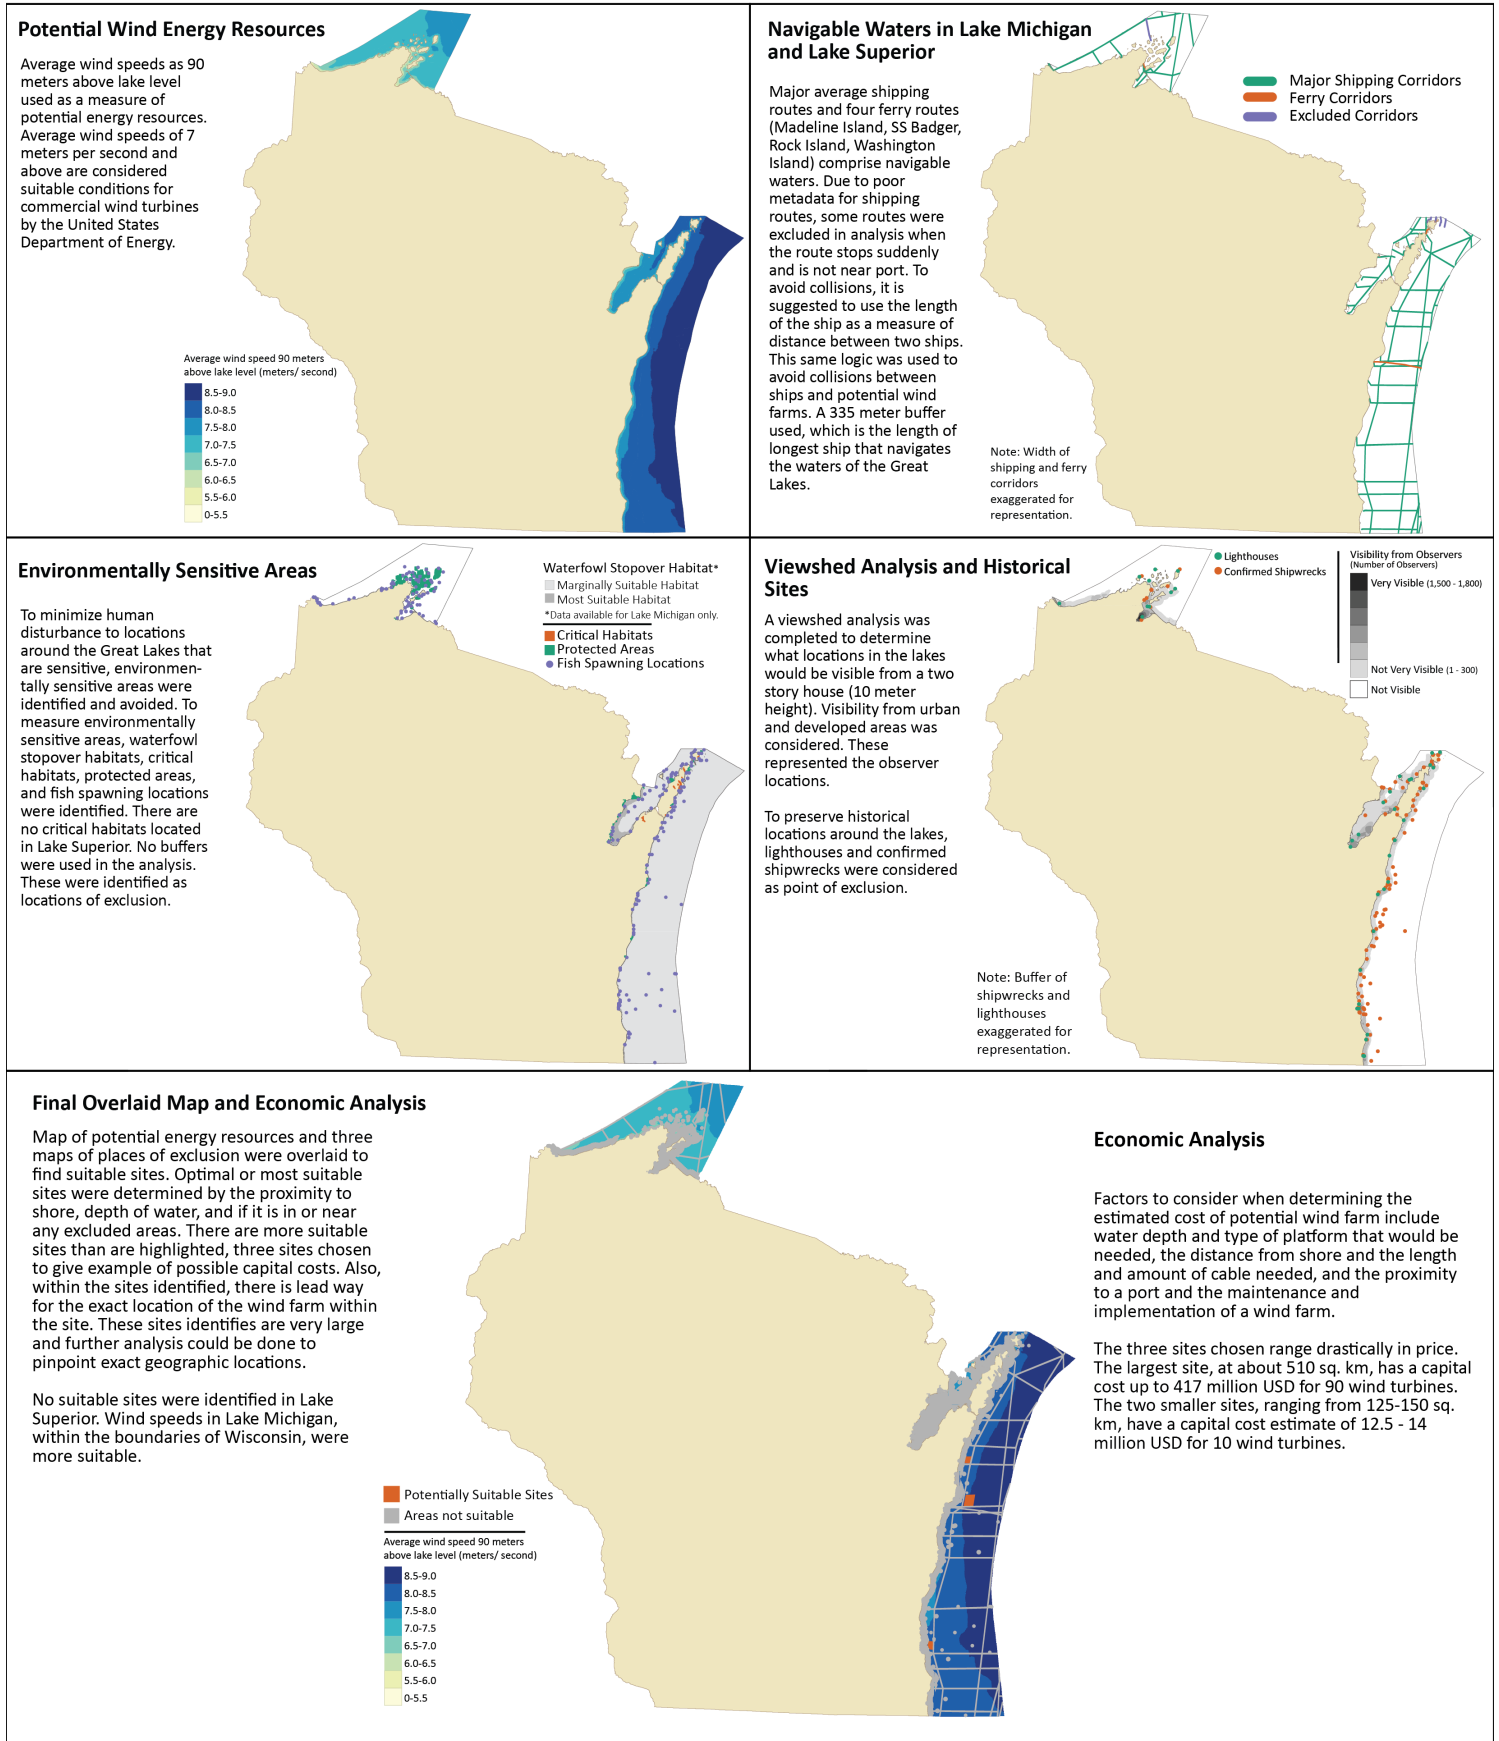 Potential Wind Energy Resources
Average wind speeds as 90
meters above lake level
used as a measure of
potential energy resources.
Average wind speeds of 7
meters per second and
above are considered
suitable conditions for
commercial wind turbines
by the United States
Department of Energy.
Average wind speed 90 meters
above lake level (meters/ second)
8.5-9.0
8.0-8.5
7.5-8.0
7.0-7.5
6.5-7.0
6.0-6.5
5.5-6.0
0-5.5
Navigable Waters in Lake Michigan
and Lake Superior
Major average shipping
routes and four ferry routes
(Madeline Island, SS Badger,
Rock Island, Washington
Island) comprise navigable
waters. Due to poor
metadata for shipping
routes, some routes were
excluded in analysis when
the route stops suddenly
and is not near port. To
avoid collisions, it is
suggested to use the length
of the ship as a measure of
distance between two ships.
This same logic was used to
avoid collisions between
ships and potential wind
farms. A 335 meter buffer
used, which is the length of
longest ship that navigates
the waters of the Great
Lakes.
Major Shipping Corridors
Ferry Corridors
Excluded Corridors
Note: Width of
shipping and ferry
corridors
exaggerated for
representation.
Environmentally Sensitive Areas
To minimize human
disturbance to locations
around the Great Lakes that
are sensitive, environmen-
tally sensitive areas were
identified and avoided. To
measure environmentally
sensitive areas, waterfowl
stopover habitats, critical
habitats, protected areas,
and fish spawning locations
were identified. There are
no critical habitats located
in Lake Superior. No buffers
were used in the analysis.
These were identified as
locations of exclusion.
Waterfowl Stopover Habitat*
Marginally Suitable Habitat
Most Suitable Habitat
*Data available for Lake Michigan only.
Critical Habitats
Protected Areas
Fish Spawning Locations
Viewshed Analysis and Historical
Sites
A viewshed analysis was
completed to determine
what locations in the lakes
would be visible from a two
story house (10 meter
height). Visibility from urban
and developed areas was
considered. These
represented the observer
locations.
To preserve historical
locations around the lakes,
lighthouses and confirmed
shipwrecks were considered
as point of exclusion.
Lighthouses
Confirmed Shipwrecks
Visibility from Observers
(Number of Observers)
Very Visible (1,500 - 1,800)
Not Very Visible (1 - 300)
Not Visible
Note: Buffer of
shipwrecks and
lighthouses
exaggerated for
representation.
Final Overlaid Map and Economic Analysis
Map of potential energy resources and three
maps of places of exclusion were overlaid to
find suitable sites. Optimal or most suitable
sites were determined by the proximity to
shore, depth of water, and if it is in or near
any excluded areas. There are more suitable
sites than are highlighted, three sites chosen
to give example of possible capital costs. Also,
within the sites identified, there is lead way
for the exact location of the wind farm within
the site. These sites identifies are very large
and further analysis could be done to
pinpoint exact geographic locations.
No suitable sites were identified in Lake
Superior. Wind speeds in Lake Michigan,
within the boundaries of Wisconsin, were
more suitable.
Potentially Suitable Sites
Areas not suitable
Average wind speed 90 meters
above lake level (meters/ second)
8.5-9.0
8.0-8.5
7.5-8.0
7.0-7.5
6.5-7.0
6.0-6.5
5.5-6.0
0-5.5
Economic Analysis
Factors to consider when determining the
estimated cost of potential wind farm include
water depth and type of platform that would be
needed, the distance from shore and the length
and amount of cable needed, and the proximity
to a port and the maintenance and
implementation of a wind farm.
The three sites chosen range drastically in price.
The largest site, at about 510 sq. km, has a capital
cost up to 417 million USD for 90 wind turbines.
The two smaller sites, ranging from 125-150 sq.
km, have a capital cost estimate of 12.5 - 14
million USD for 10 wind turbines.